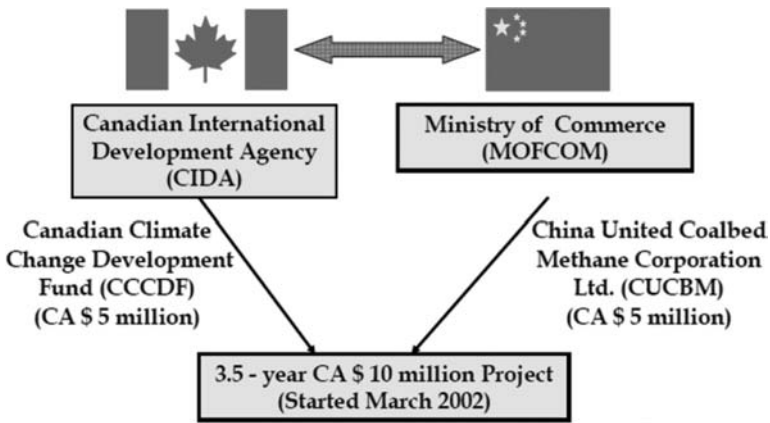 Canadian International
Development Agency
(CIDA)
Ministry of Commerce
(MOFCOM)
Canadian Climate
Change Development
Fund (CCCDF)
(CA $ 5 million)
China United Coalbed
Methane Corporation
Ltd. (CUCBM)
(CA $ 5 million)
3.5 - year CA $ 10 million Project
(Started March 2002)